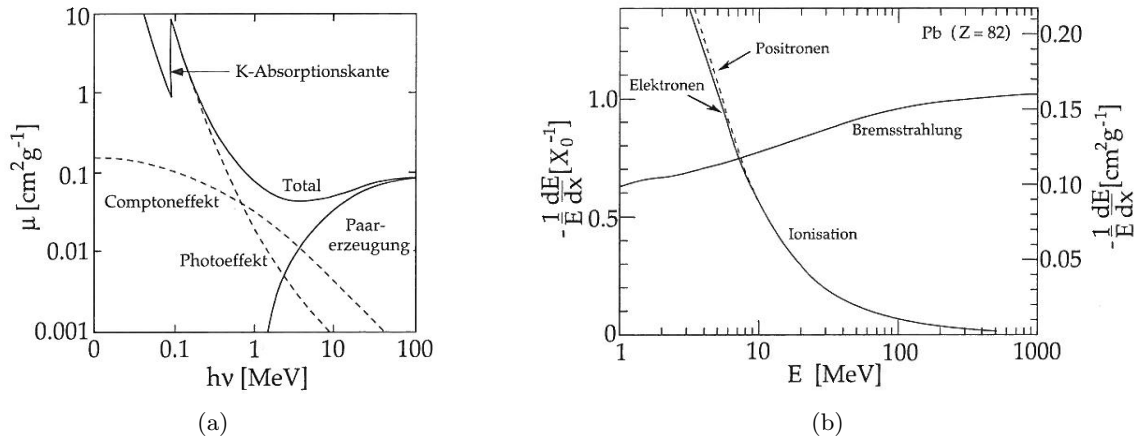 10
1
0.1
0.01
0.001
μ [cm²g⁻¹]
K-Absorptionskante
Total
Comptoneffekt
Paar-
erzeugung
Photoeffekt
0
0.1
1
10
100
hν [MeV]
(a)
Pb (Z = 82)
Positronen
Elektronen
Bremsstrahlung
Ionisation
1.0
0.5
0
-1/E dE/dx [X₀⁻¹]
0.20
0.15
0.10
0.05
0.00
-1/E dE/dx [cm²g⁻¹]
1
10
100
1000
E [MeV]
(b)